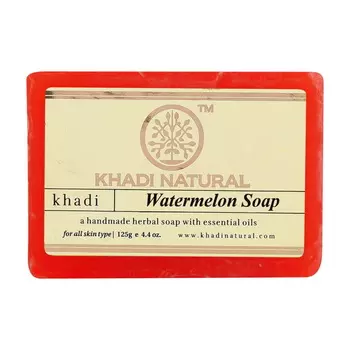 TM
KHADI NATURAL
khadi Watermelon Soap
a handmade herbal soap with essential oils
for all skin type | 125g e 4.4 oz. www.khadinatural.com